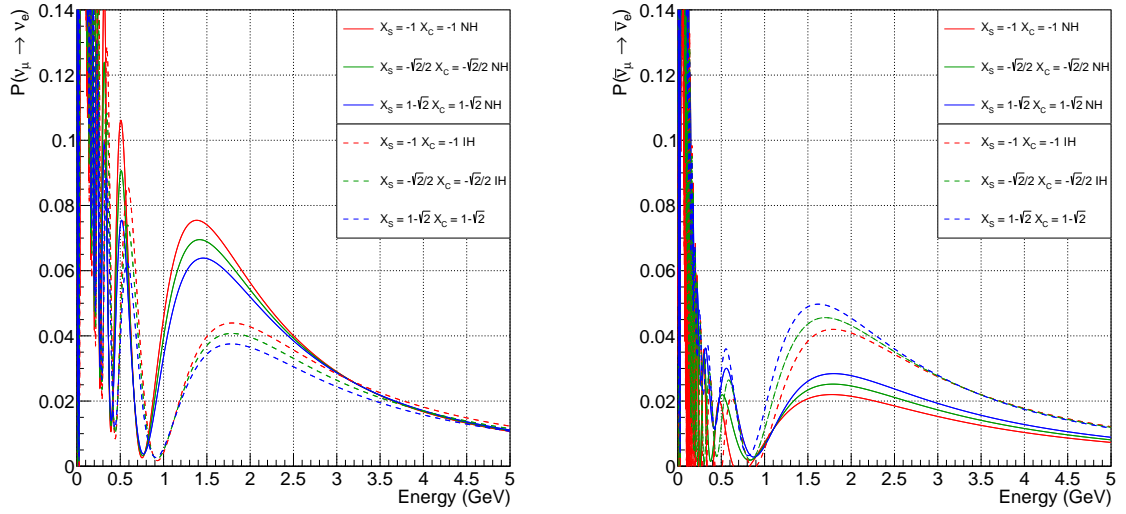 P(ν_μ → ν_e)
0.14
0.12
0.1
0.08
0.06
0.04
0.02
0
X_S = -1 X_C = -1 NH
X_S = -√2/2 X_C = -√2/2 NH
X_S = 1-√2 X_C = 1-√2 NH
X_S = -1 X_C = -1 IH
X_S = -√2/2 X_C = -√2/2 IH
X_S = 1-√2 X_C = 1-√2
0 0.5 1 1.5 2 2.5 3 3.5 4 4.5 5
Energy (GeV)
P(ν̅_μ → ν̅_e)
0.14
0.12
0.1
0.08
0.06
0.04
0.02
0
X_S = -1 X_C = -1 NH
X_S = -√2/2 X_C = -√2/2 NH
X_S = 1-√2 X_C = 1-√2 NH
X_S = -1 X_C = -1 IH
X_S = -√2/2 X_C = -√2/2 IH
X_S = 1-√2 X_C = 1-√2
0 0.5 1 1.5 2 2.5 3 3.5 4 4.5 5
Energy (GeV)